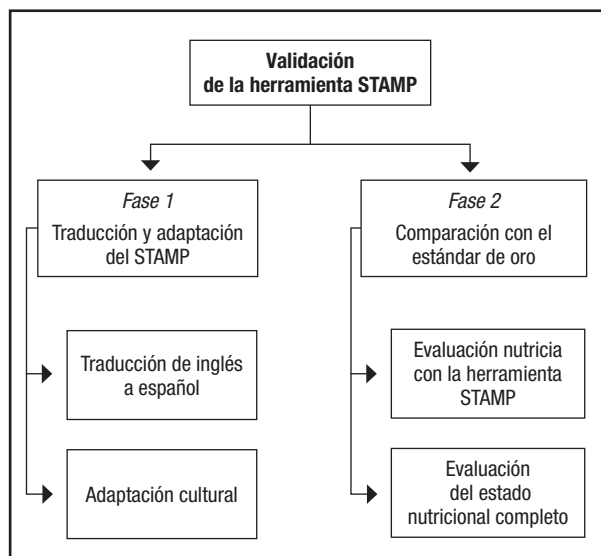 Validación
de la herramienta STAMP
Fase 1
Traducción y adaptación
del STAMP
Traducción de inglés
a español
Adaptación cultural
Fase 2
Comparación con el
estándar de oro
Evaluación nutricia
con la herramienta
STAMP
Evaluación
del estado
nutricional completo